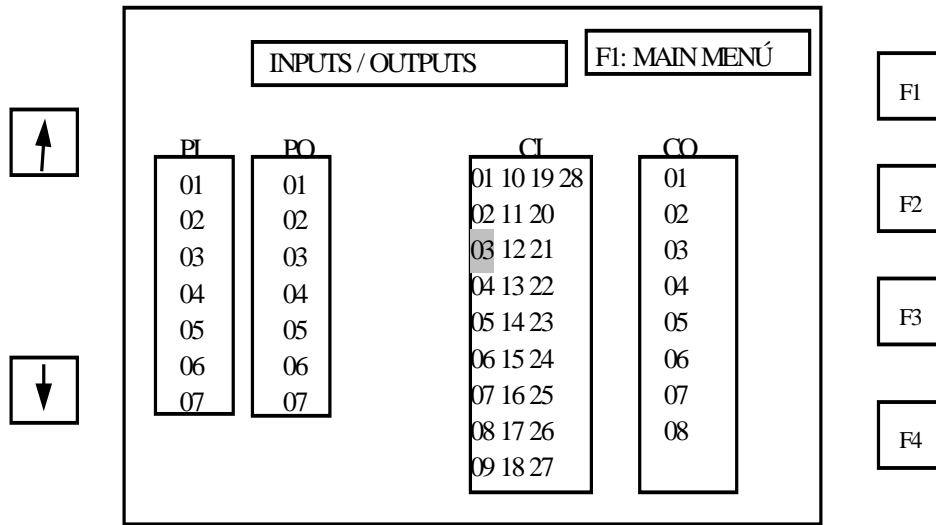 INPUTS / OUTPUTS
F1: MAIN MENÚ
PI
01
02
03
04
05
06
07
PO
01
02
03
04
05
06
07
CI
01 10 19 28
02 11 20
03 12 21
04 13 22
05 14 23
06 15 24
07 16 25
08 17 26
09 18 27
CO
01
02
03
04
05
06
07
08
F1
F2
F3
F4